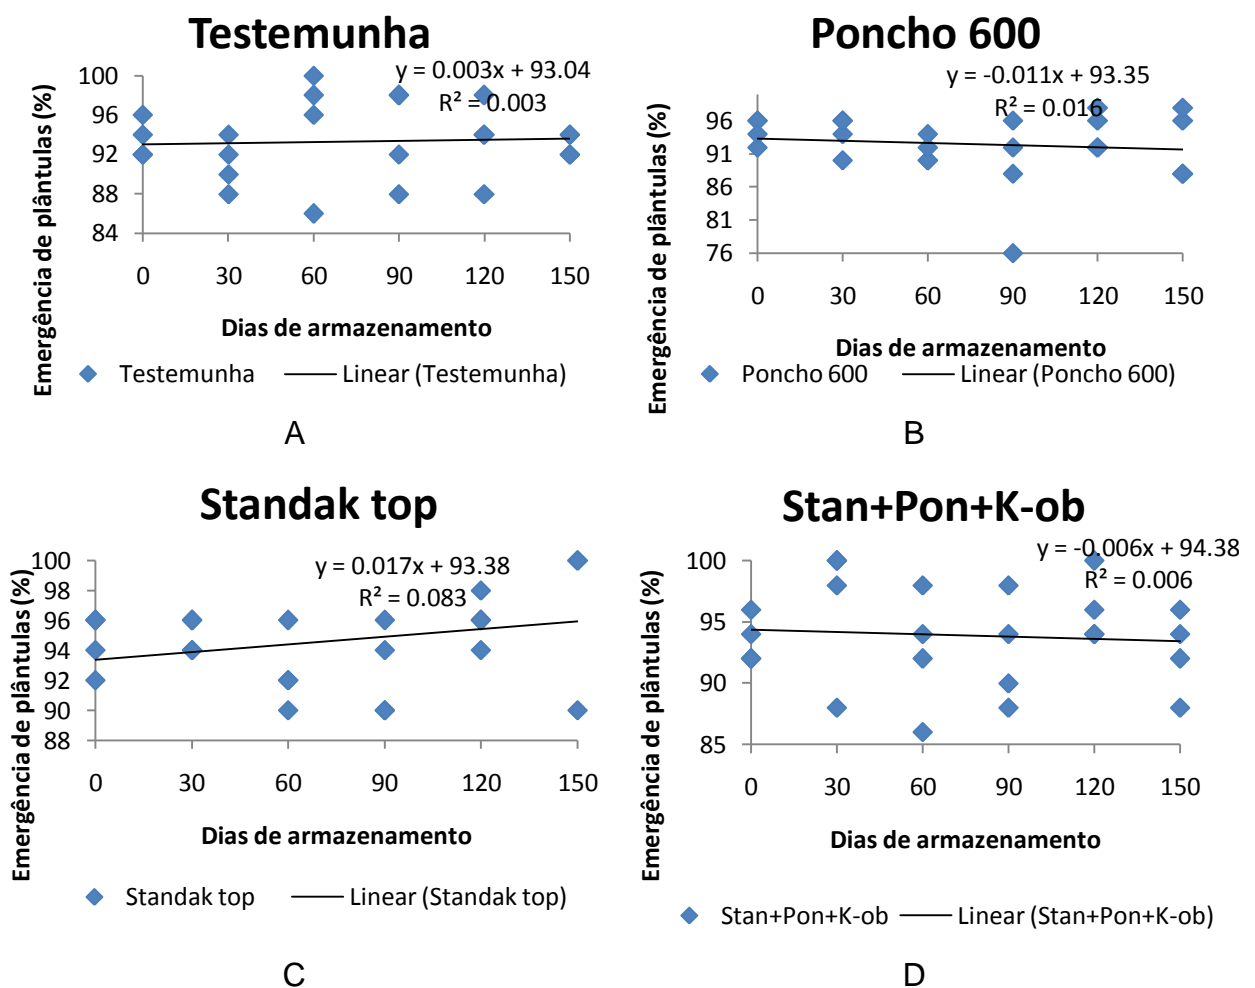 Testemunha
y = 0.003x + 93.04
R² = 0.003
Emergência de plântulas (%)
100
96
92
88
84
0 30 60 90 120 150
Dias de armazenamento
Testemunha Linear (Testemunha)
A
Poncho 600
y = -0.011x + 93.35
R² = 0.016
Emergência de plântulas (%)
96
91
86
81
76
0 30 60 90 120 150
Dias de armazenamento
Poncho 600 Linear (Poncho 600)
B
Standak top
y = 0.017x + 93.38
R² = 0.083
Emergência de plântulas (%)
100
98
96
94
92
90
88
0 30 60 90 120 150
Dias de armazenamento
Standak top Linear (Standak top)
C
Stan+Pon+K-ob
y = -0.006x + 94.38
R² = 0.006
Emergência de plântulas (%)
100
95
90
85
0 30 60 90 120 150
Dias de armazenamento
Stan+Pon+K-ob Linear (Stan+Pon+K-ob)
D